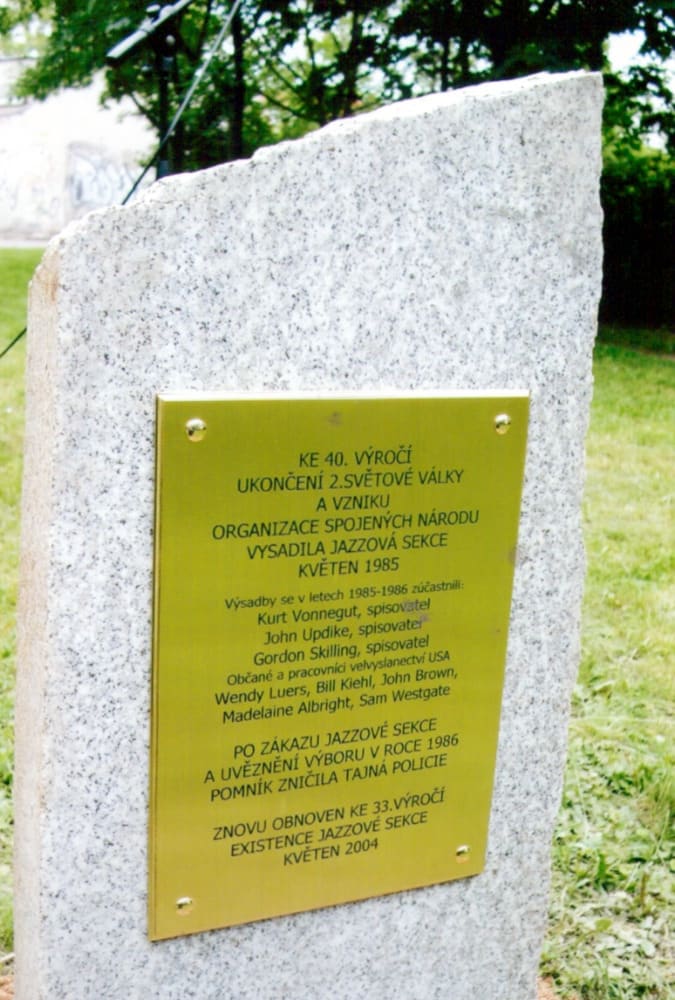 KE 40. VÝROČÍ
UKONČENÍ 2.SVĚTOVÉ VÁLKY
A VZNIKU
ORGANIZACE SPOJENÝCH NÁRODU
VYSADILA JAZZOVÁ SEKCE
KVĚTEN 1985
Výsadby se v letech 1985-1986 zúčastnili:
Kurt Vonnegut, spisovatel
John Updike, spisovatel
Gordon Skilling, spisovatel
Občané a pracovníci velvyslanectví USA
Wendy Luers, Bill Kiehl, John Brown,
Madelaine Albright, Sam Westgate
PO ZÁKAZU JAZZOVÉ SEKCE
A UVĚZNĚNÍ VÝBORU V ROCE 1986
POMNÍK ZNIČILA TAJNÁ POLICIE
ZNOVU OBNOVEN KE 33.VÝROČÍ
EXISTENCE JAZZOVÉ SEKCE
KVĚTEN 2004